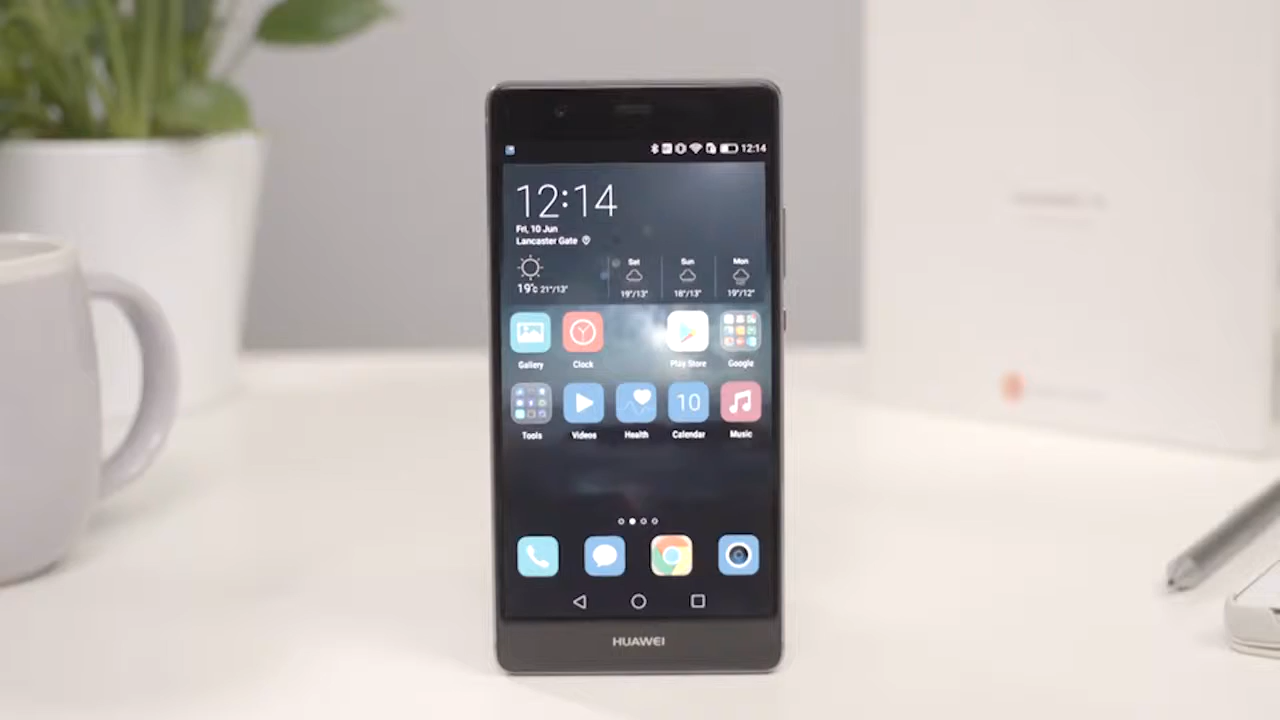 12:14
12:14
Fri, 10 Jun
Lancaster Gate
19°c 21°/13°
Sat
19°/13°
Sun
18°/13°
Mon
19°/12°
Gallery
Clock
Play Store
Google
10
Tools
Videos
Health
Calendar
Music
HUAWEI